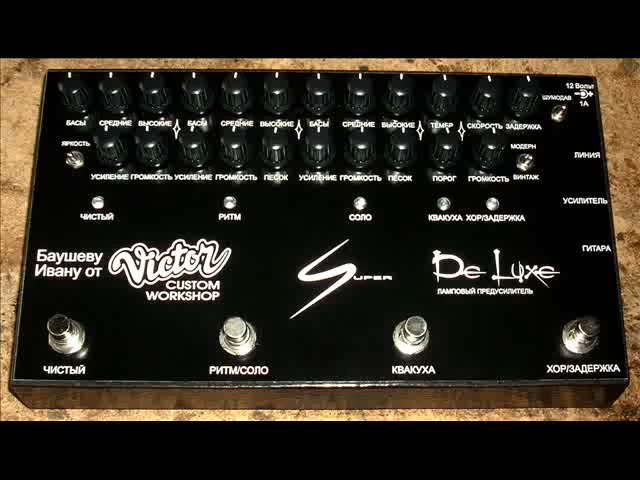 12 Вольт
1А
ШУМОДАВ
БАСЫ СРЕДНИЕ ВЫСОКИЕ БАСЫ СРЕДНИЕ ВЫСОКИЕ БАСЫ СРЕДНИЕ ВЫСОКИЕ ТЕМБР СКОРОСТЬ ЗАДЕРЖКА
ЯРКОСТЬ
МОДЕРН
ВИНТАЖ
ЛИНИЯ
УСИЛЕНИЕ ГРОМКОСТЬ УСИЛЕНИЕ ГРОМКОСТЬ ПЕСОК УСИЛЕНИЕ ГРОМКОСТЬ ПЕСОК ПОРОГ ГРОМКОСТЬ
УСИЛИТЕЛЬ
ЧИСТЫЙ РИТМ СОЛО КВАКУХА ХОР/ЗАДЕРЖКА
ГИТАРА
Баушеву
Ивану от
Victor
CUSTOM
WORKSHOP
SUPER
De Luxe
ЛАМПОВЫЙ ПРЕДУСИЛИТЕЛЬ
ЧИСТЫЙ РИТМ/СОЛО КВАКУХА ХОР/ЗАДЕРЖКА